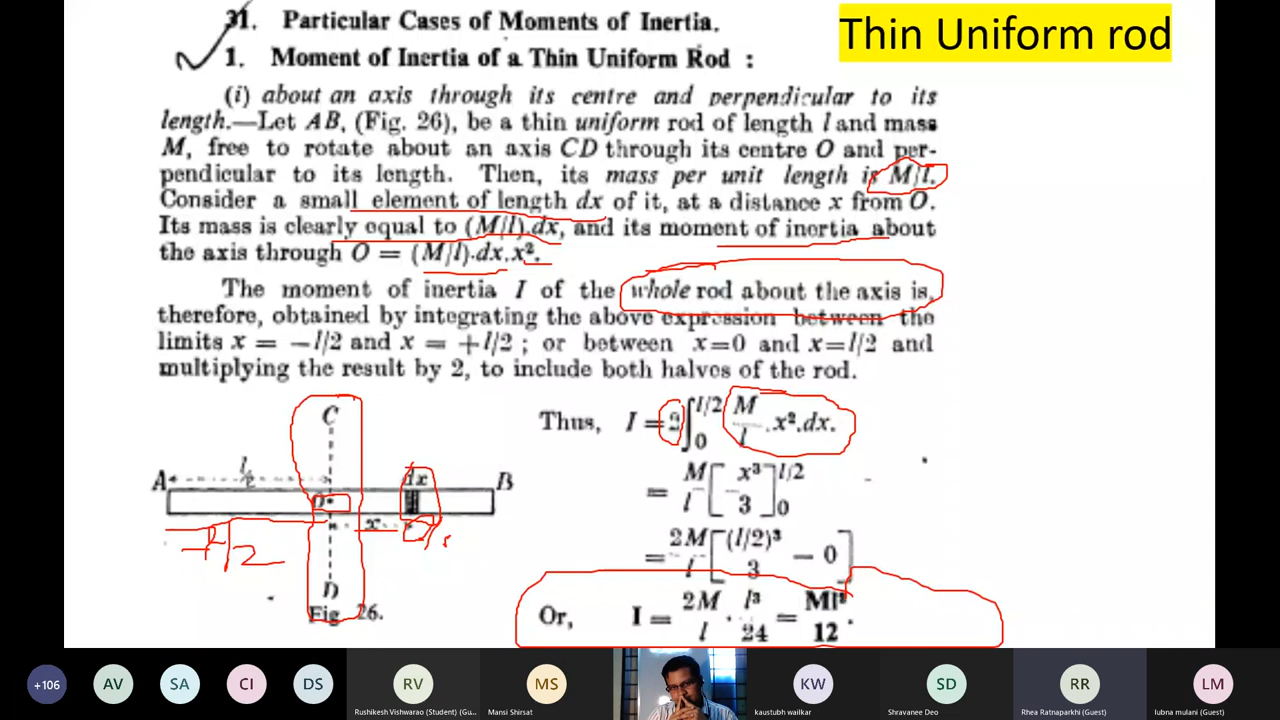 31. Particular Cases of Moments of Inertia.
Thin Uniform rod
1. Moment of Inertia of a Thin Uniform Rod :
(i) about an axis through its centre and perpendicular to its
length.—Let AB, (Fig. 26), be a thin uniform rod of length l and mass
M, free to rotate about an axis CD through its centre O and per-
pendicular to its length. Then, its mass per unit length is M/l.
Consider a small element of length dx of it, at a distance x from O.
Its mass is clearly equal to (M/l).dx, and its moment of inertia about
the axis through O = (M/l).dx.x².
The moment of inertia I of the whole rod about the axis is,
therefore, obtained by integrating the above expression between the
limits x = —l/2 and x = +l/2 ; or between x=0 and x=l/2 and
multiplying the result by 2, to include both halves of the rod.
Thus, I = 2∫₀^l/2 M/l .x².dx.
= M/l [x³/3]₀^l/2
= 2M/l [(l/2)³/3 — 0]
Or, I = 2M/l . l³/24 = Ml²/12 .
C
A l/2 dx B
O x
-l/2
D
Fig 26.
+106 AV SA CI DS RV MS KW SD RR LM
Rushikesh Vishwarao (Student) (Gu... Mansi Shirsat kaustubh wailkar Shravanee Deo Rhea Ratnaparkhi (Guest) lubna mulani (Guest)